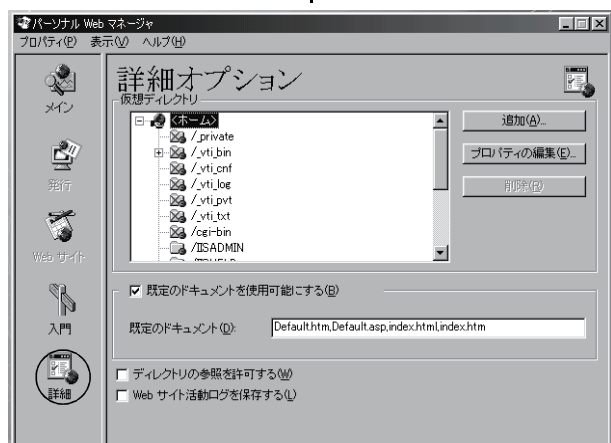 パーソナル Web マネージャ
プロパティ(P) 表示(V) ヘルプ(H)
メイン
発行
Web サイト
入門
詳細
詳細オプション
仮想ディレクトリ
<ホーム>
/_private
/_vti_bin
/_vti_cnf
/_vti_log
/_vti_pvt
/_vti_txt
/cgi-bin
/IISADMIN
追加(A)...
プロパティの編集(E)...
削除(R)
既定のドキュメントを使用可能にする(B)
既定のドキュメント(D): Default.htm,Default.asp,index.html,index.htm
ディレクトリの参照を許可する(W)
Web サイト活動ログを保存する(L)